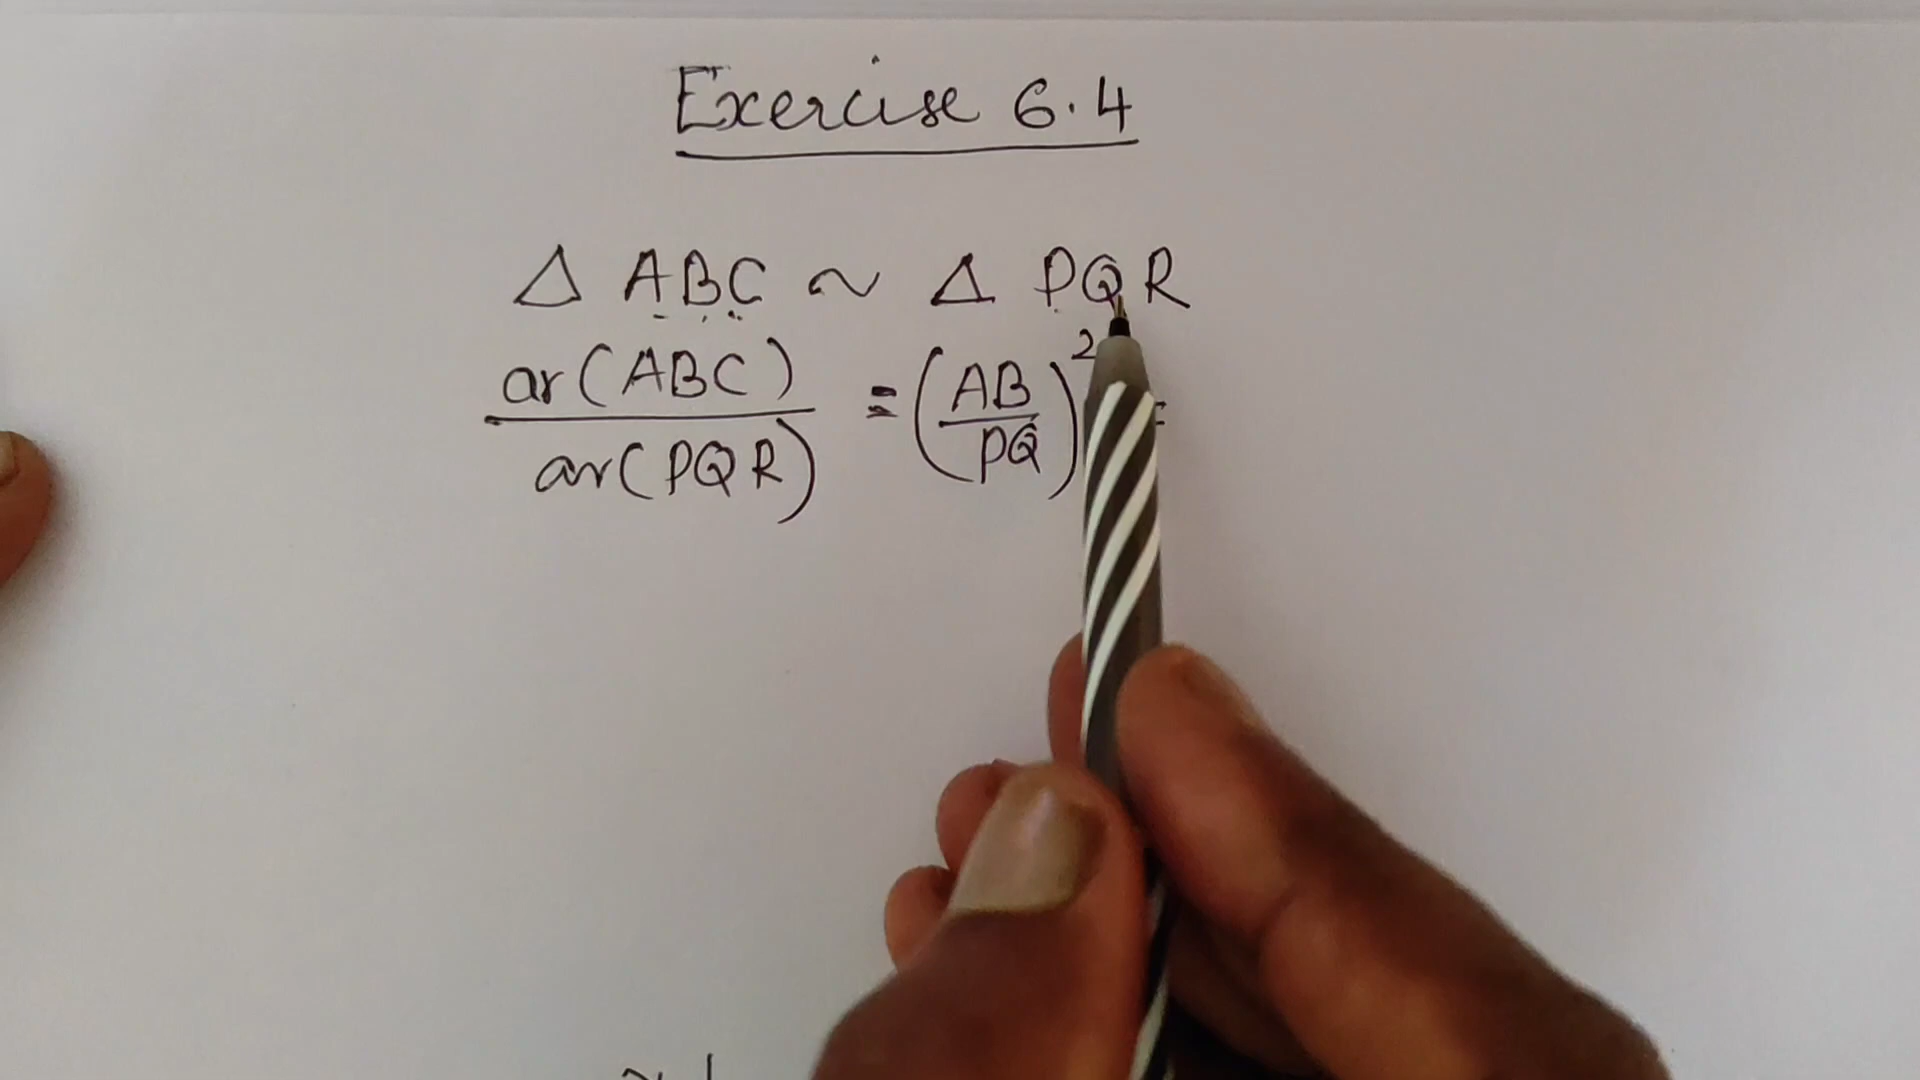 Exercise 6.4
△ ABC ~ △ PQR
ar(ABC) / ar(PQR) = (AB/PQ)² =